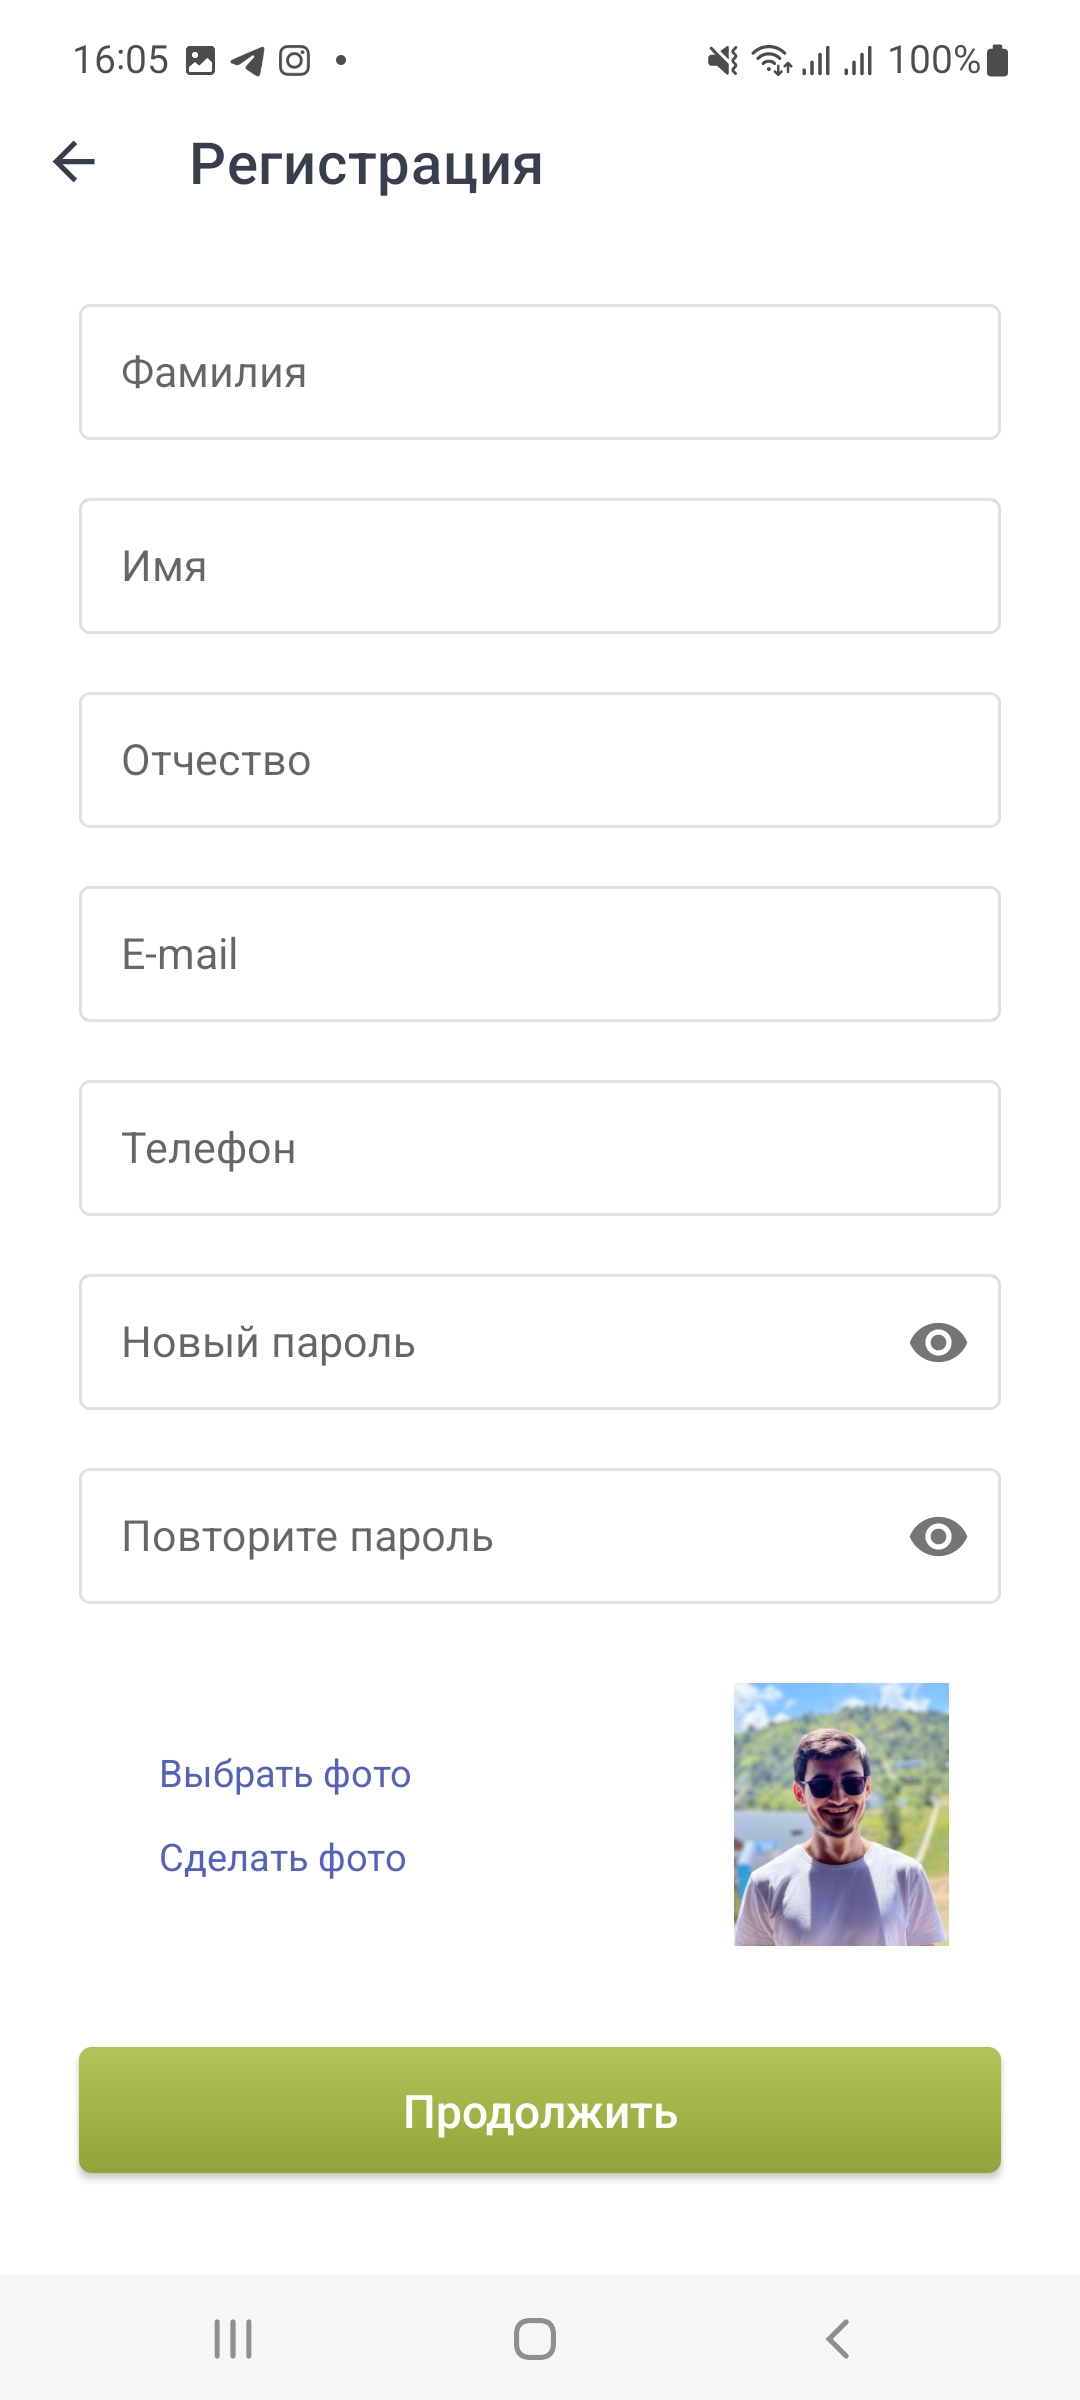 16:05
100%
Регистрация
Фамилия
Имя
Отчество
E-mail
Телефон
Новый пароль
Повторите пароль
Выбрать фото
Сделать фото
Продолжить